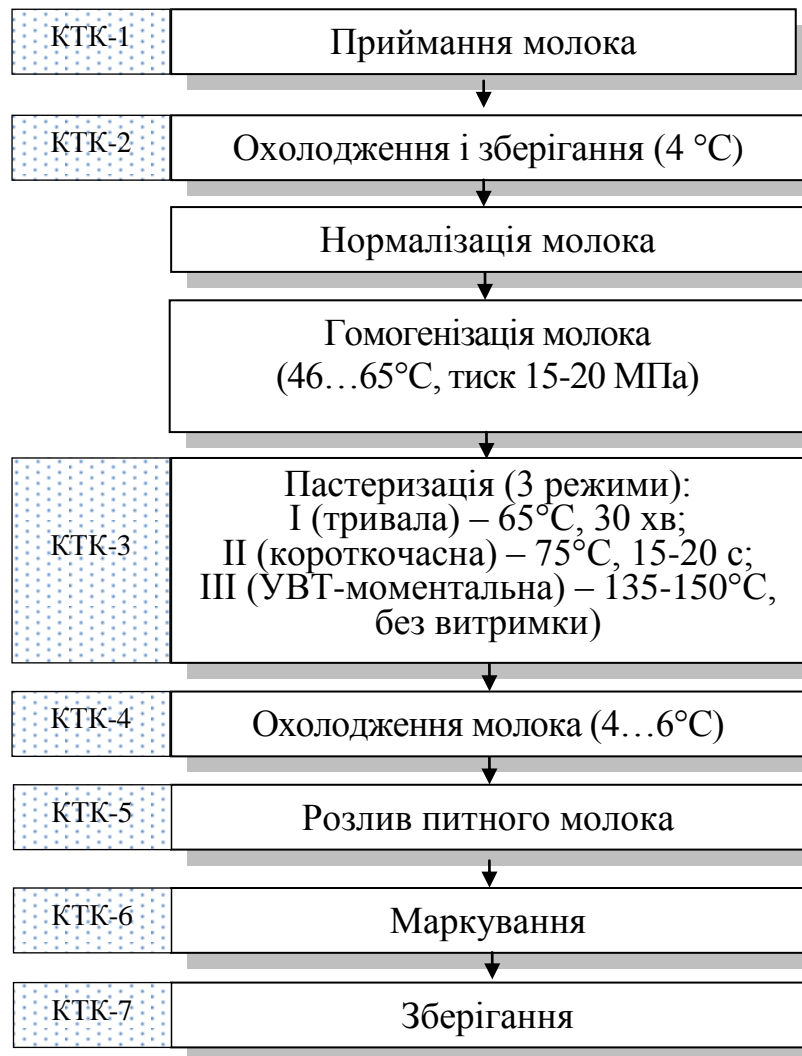 КТК-1
Приймання молока
КТК-2
Охолодження і зберігання (4 °С)
Нормалізація молока
Гомогенізація молока
(46…65°С, тиск 15-20 МПа)
КТК-3
Пастеризація (3 режими):
І (тривала) – 65°С, 30 хв;
ІІ (короткочасна) – 75°С, 15-20 с;
ІІІ (УВТ-моментальна) – 135-150°С,
без витримки)
КТК-4
Охолодження молока (4…6°С)
КТК-5
Розлив питного молока
КТК-6
Маркування
КТК-7
Зберігання